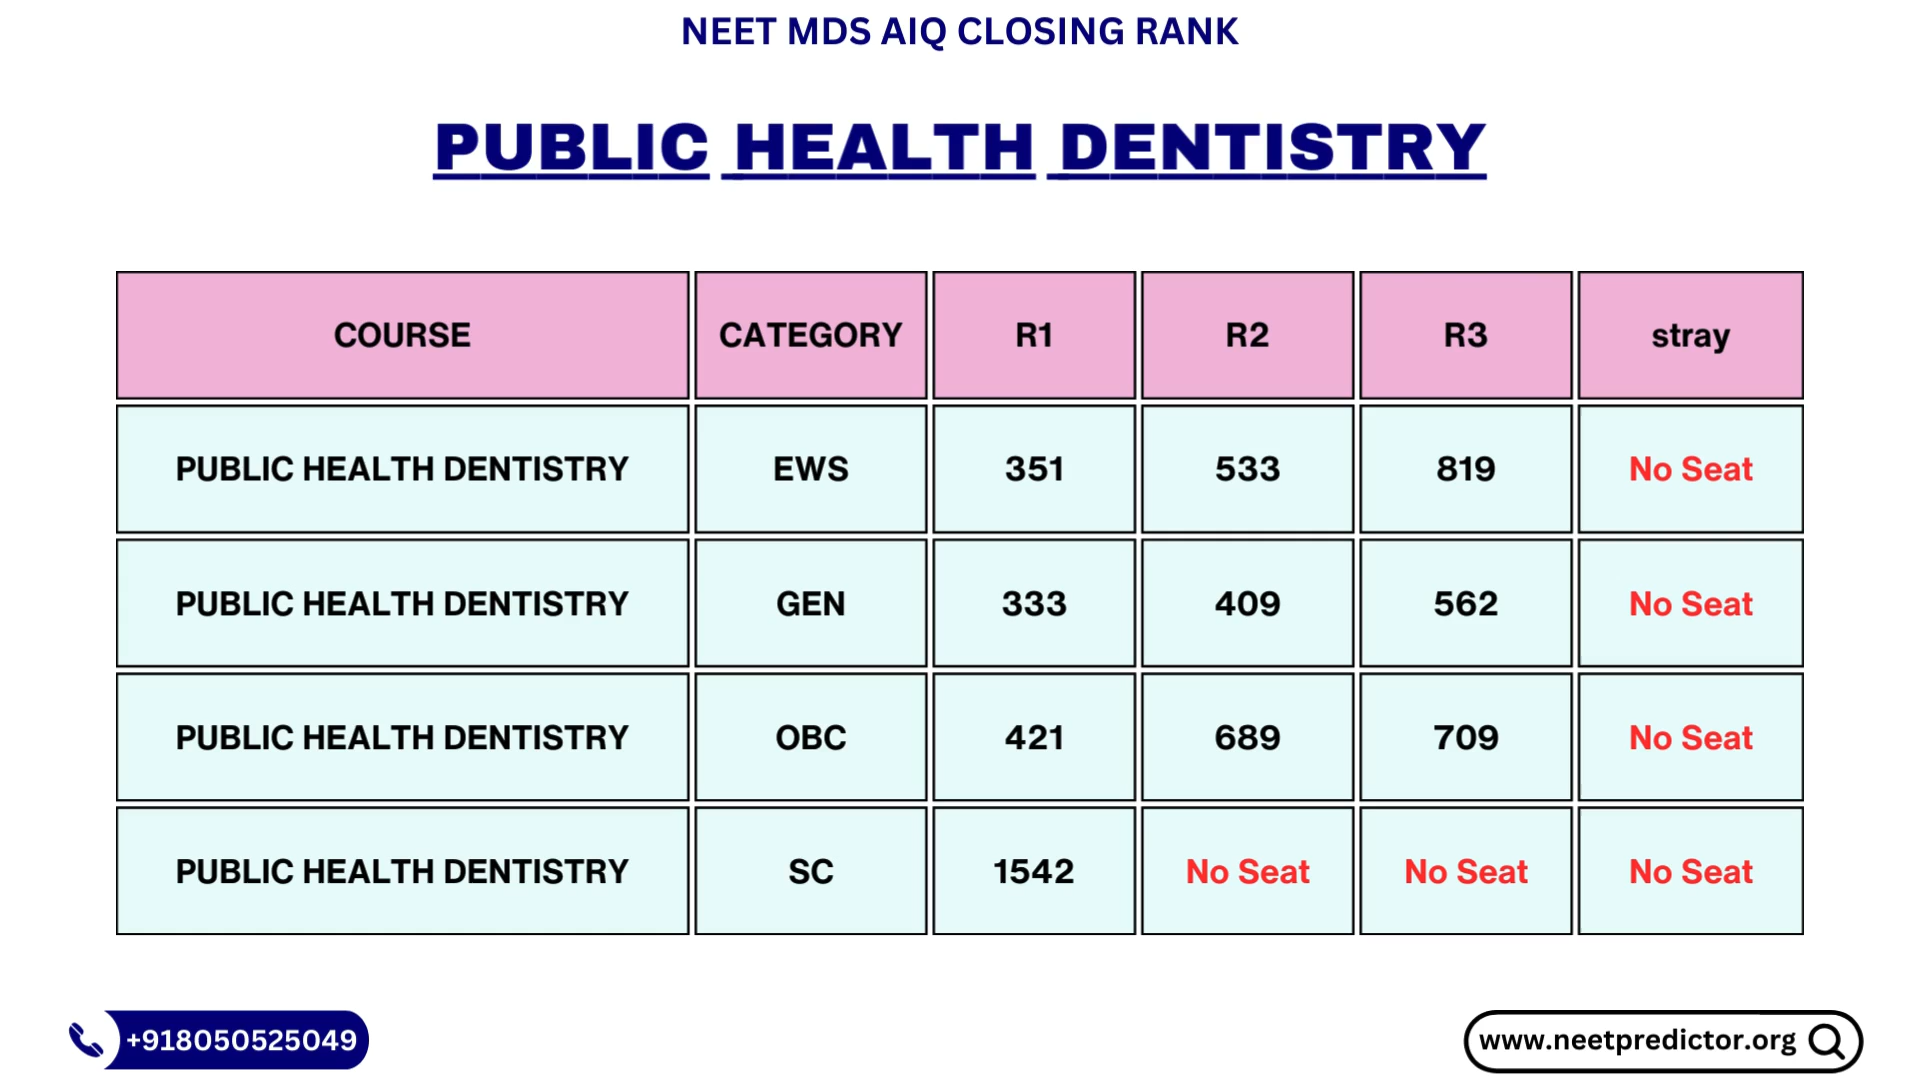 NEET MDS AIQ CLOSING RANK
PUBLIC HEALTH DENTISTRY
COURSE CATEGORY R1 R2 R3 stray
PUBLIC HEALTH DENTISTRY EWS 351 533 819 No Seat
PUBLIC HEALTH DENTISTRY GEN 333 409 562 No Seat
PUBLIC HEALTH DENTISTRY OBC 421 689 709 No Seat
PUBLIC HEALTH DENTISTRY SC 1542 No Seat No Seat No Seat
+918050525049
www.neetpredictor.org